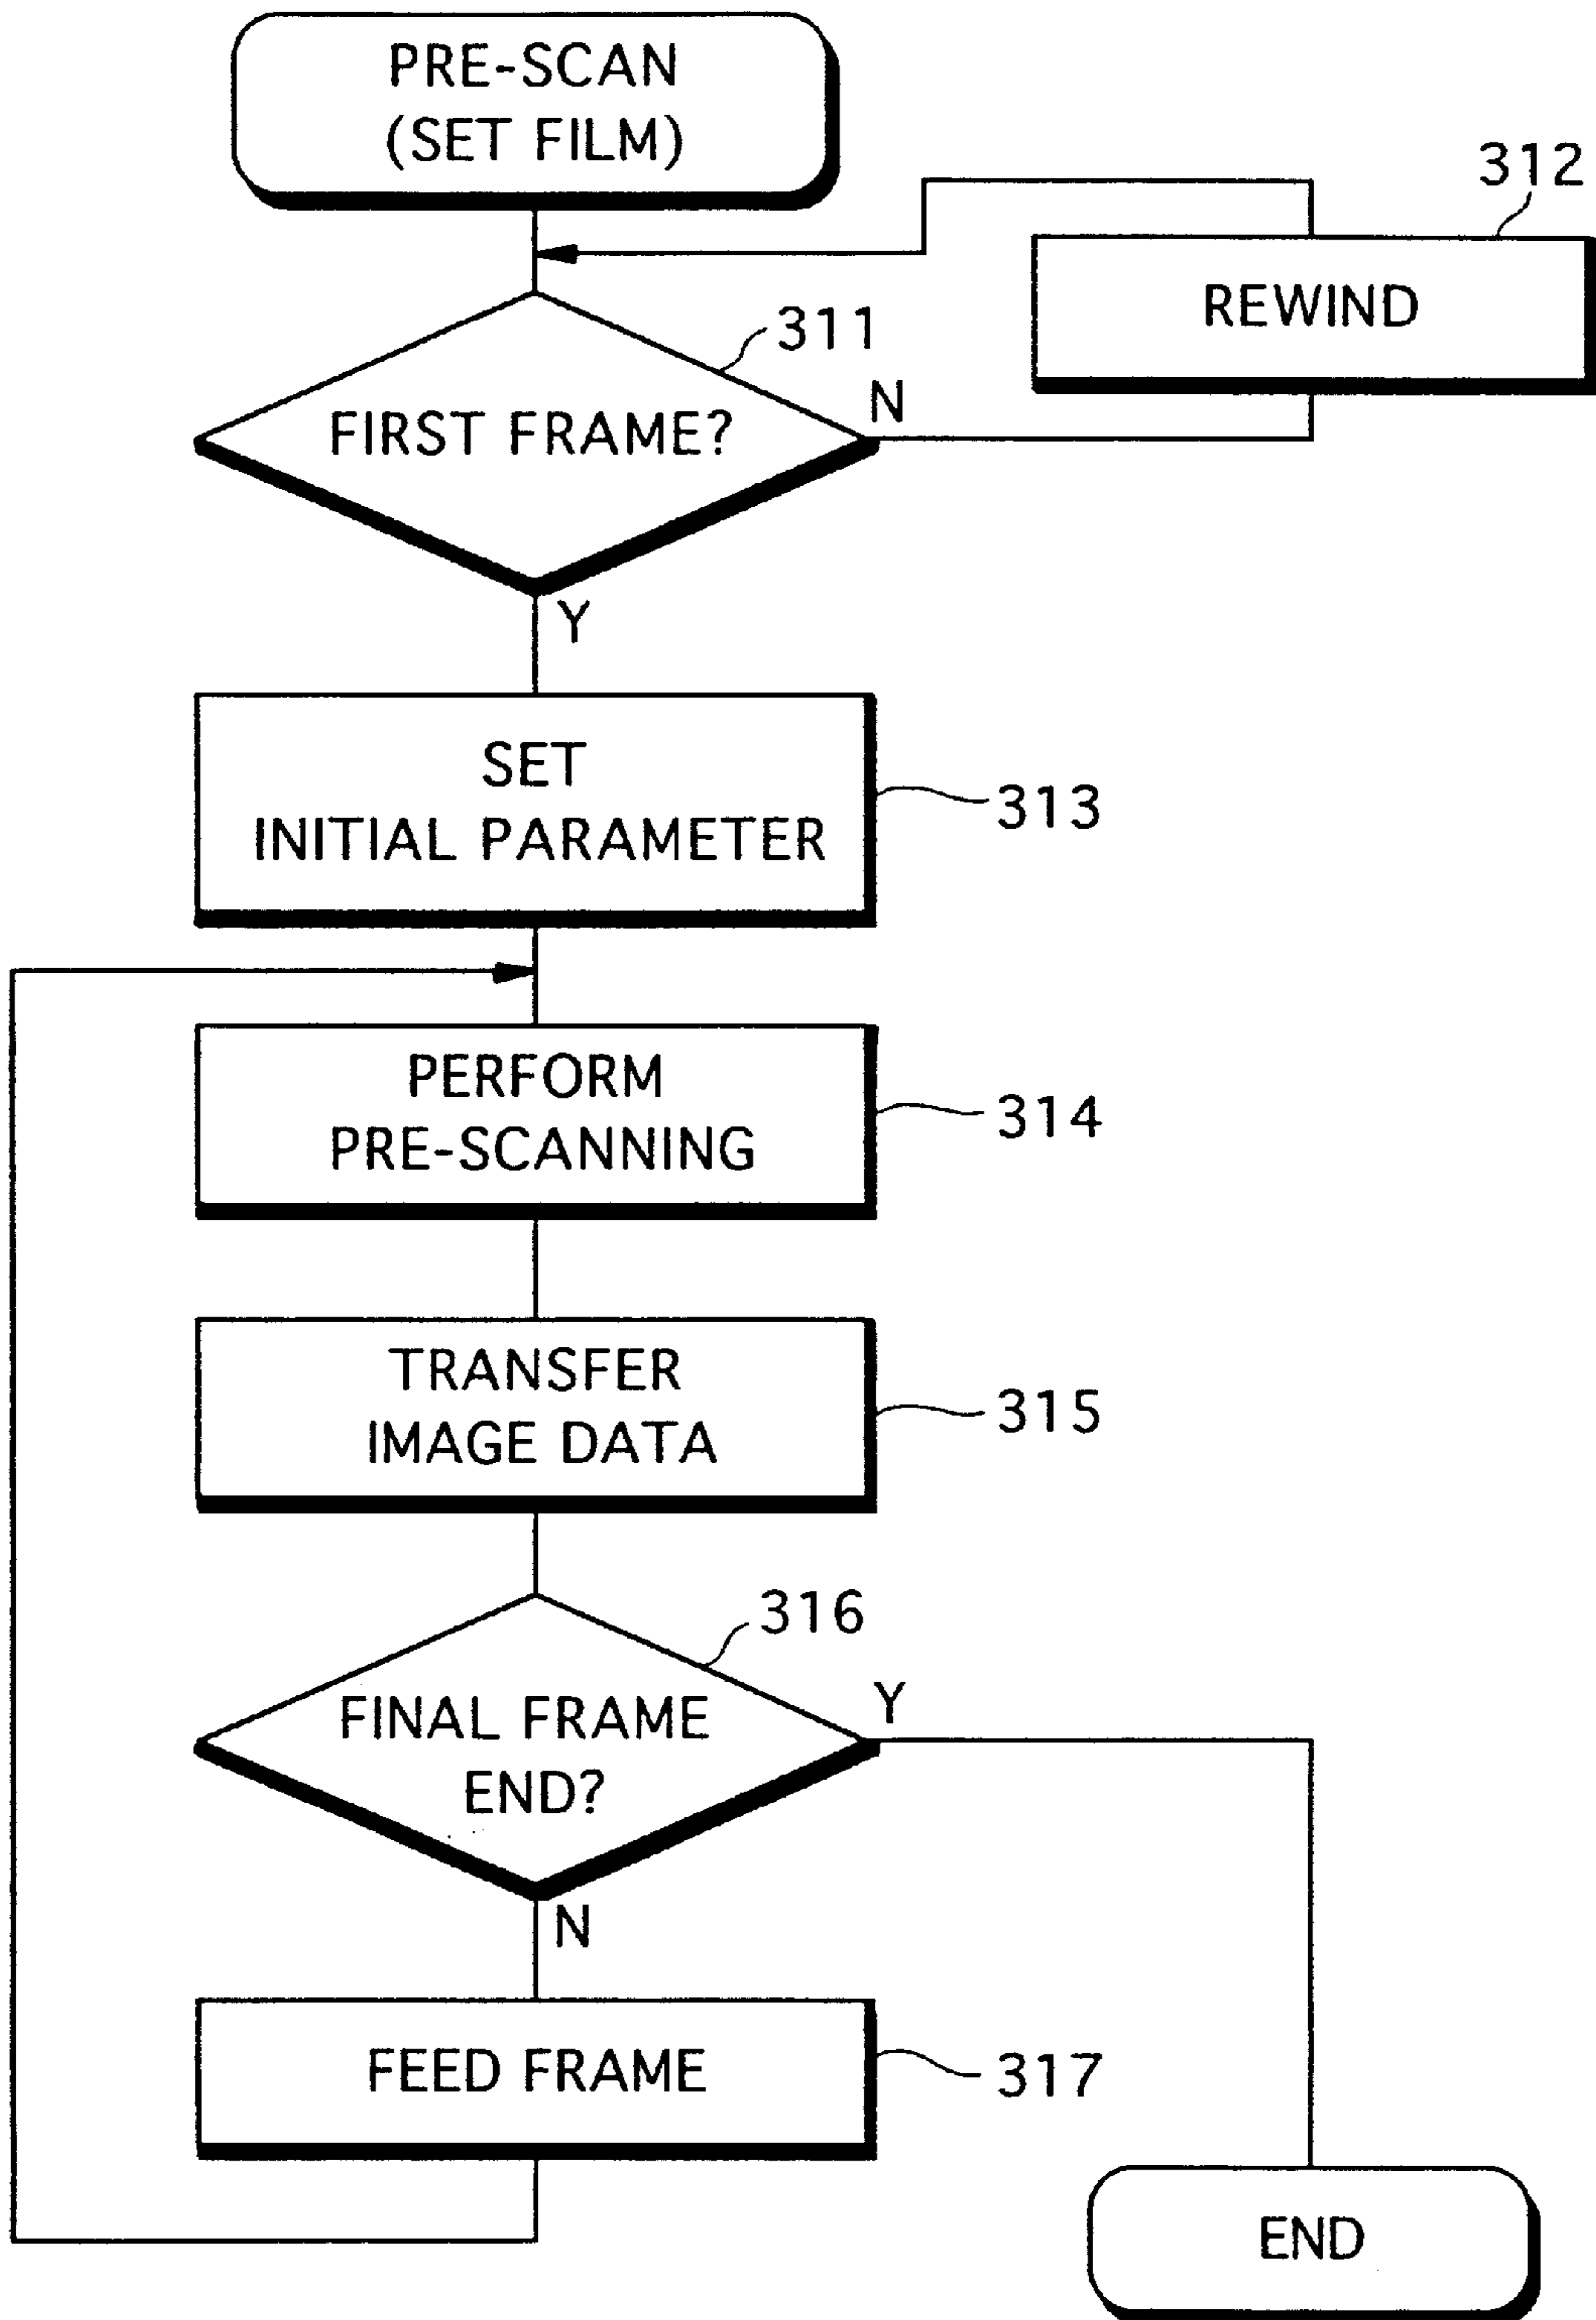 PRE-SCAN
(SET FILM)
312
REWIND
311
FIRST FRAME?
N
Y
SET
INITIAL PARAMETER
313
PERFORM
PRE-SCANNING
314
TRANSFER
IMAGE DATA
315
316
FINAL FRAME
END?
Y
N
FEED FRAME
317
END